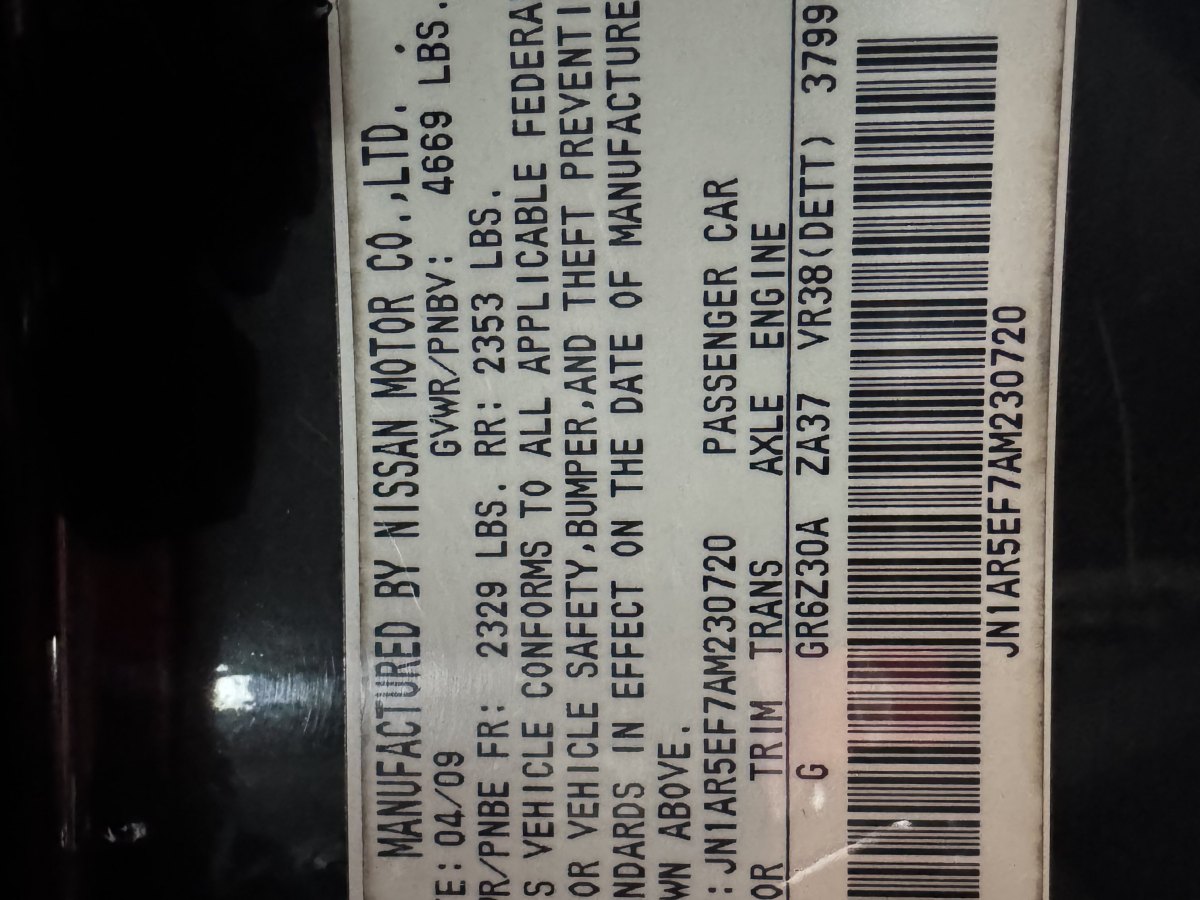 MANUFACTURED BY NISSAN MOTOR CO.,LTD.
TE: 04/09 GVWR/PNBV: 4669 LBS.
WR/PNBE FR: 2329 LBS. RR: 2353 LBS.
S VEHICLE CONFORMS TO ALL APPLICABLE FEDERA
OR VEHICLE SAFETY,BUMPER,AND THEFT PREVENTI
NDARDS IN EFFECT ON THE DATE OF MANUFACTURE
WN ABOVE.
: JN1AR5EF7AM230720 PASSENGER CAR
OR TRIM TRANS AXLE ENGINE
G GR6Z30A ZA37 VR38(DETT) 3799
JN1AR5EF7AM230720